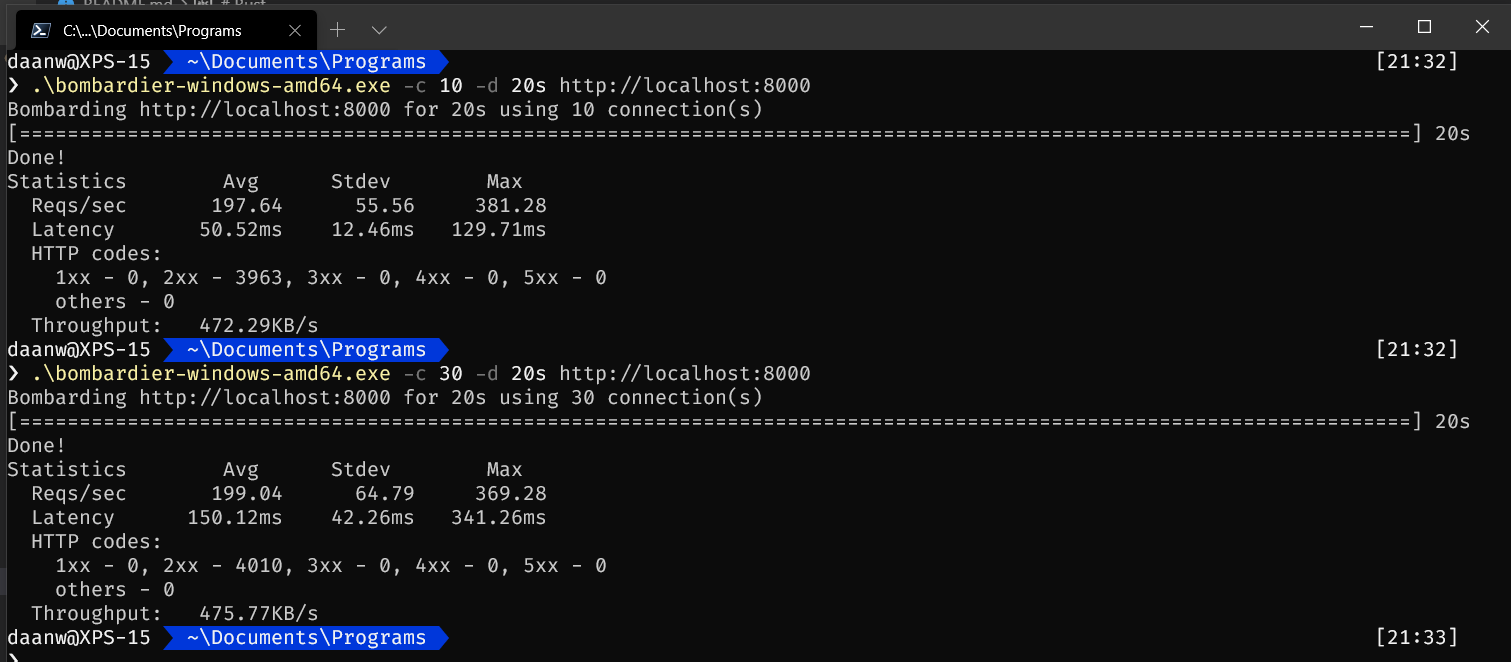 README.md
# Rust
C:\...\Documents\Programs
daanw@XPS-15 ~\Documents\Programs [21:32]
❯ .\bombardier-windows-amd64.exe -c 10 -d 20s http://localhost:8000
Bombarding http://localhost:8000 for 20s using 10 connection(s)
[====================================================================================================================] 20s
Done!
Statistics        Avg      Stdev        Max
  Reqs/sec       197.64      55.56     381.28
  Latency       50.52ms    12.46ms   129.71ms
  HTTP codes:
    1xx - 0, 2xx - 3963, 3xx - 0, 4xx - 0, 5xx - 0
    others - 0
  Throughput:   472.29KB/s
daanw@XPS-15 ~\Documents\Programs [21:32]
❯ .\bombardier-windows-amd64.exe -c 30 -d 20s http://localhost:8000
Bombarding http://localhost:8000 for 20s using 30 connection(s)
[====================================================================================================================] 20s
Done!
Statistics        Avg      Stdev        Max
  Reqs/sec       199.04      64.79     369.28
  Latency      150.12ms    42.26ms   341.26ms
  HTTP codes:
    1xx - 0, 2xx - 4010, 3xx - 0, 4xx - 0, 5xx - 0
    others - 0
  Throughput:   475.77KB/s
daanw@XPS-15 ~\Documents\Programs [21:33]
❯